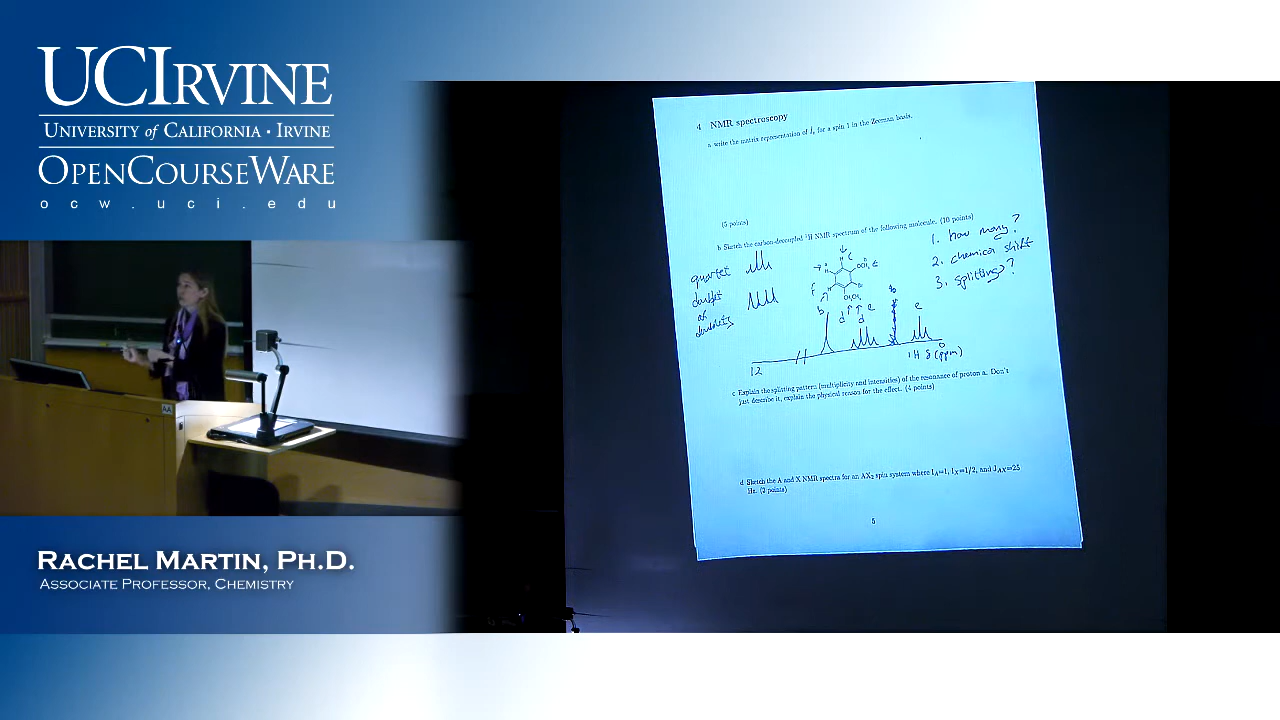 UCIRVINE
UNIVERSITY of CALIFORNIA · IRVINE
OPENCOURSEWARE
ocw.uci.edu
RACHEL MARTIN, PH.D.
ASSOCIATE PROFESSOR, CHEMISTRY
4 NMR spectroscopy
a write the matrix representation of for a spin 1 in the Zeeman basis.
(5 points)
b Sketch the carbon-decoupled ¹H NMR spectrum of the following molecule. (10 points)
1. how many?
2. chemical shift
3. splitting?
quartet
doublet
of
doublets
H
c
f
b
d
d
e
b
e
12
0
¹H δ (ppm)
c Explain the splitting pattern (multiplicity and intensities) of the resonance of proton a. Don't
just describe it, explain the physical reason for the effect. (4 points)
d Sketch the A and X NMR spectra for an AX₂ spin system where I_A=1, I_X=1/2, and J_AX=25
Hz. (2 points)
5